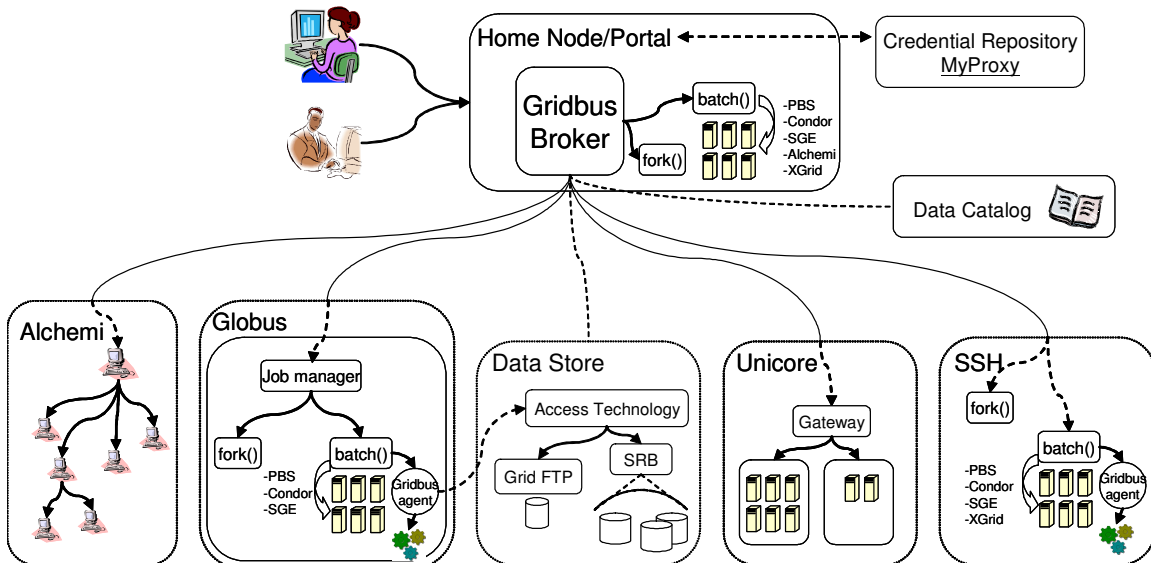 Home Node/Portal
Credential Repository
MyProxy
Gridbus
Broker
batch()
fork()
-PBS
-Condor
-SGE
-Alchemi
-XGrid
Data Catalog
Alchemi
Globus
Job manager
fork()
batch()
-PBS
-Condor
-SGE
Gridbus
agent
Data Store
Access Technology
Grid FTP
SRB
Unicore
Gateway
SSH
fork()
batch()
-PBS
-Condor
-SGE
-XGrid
Gridbus
agent